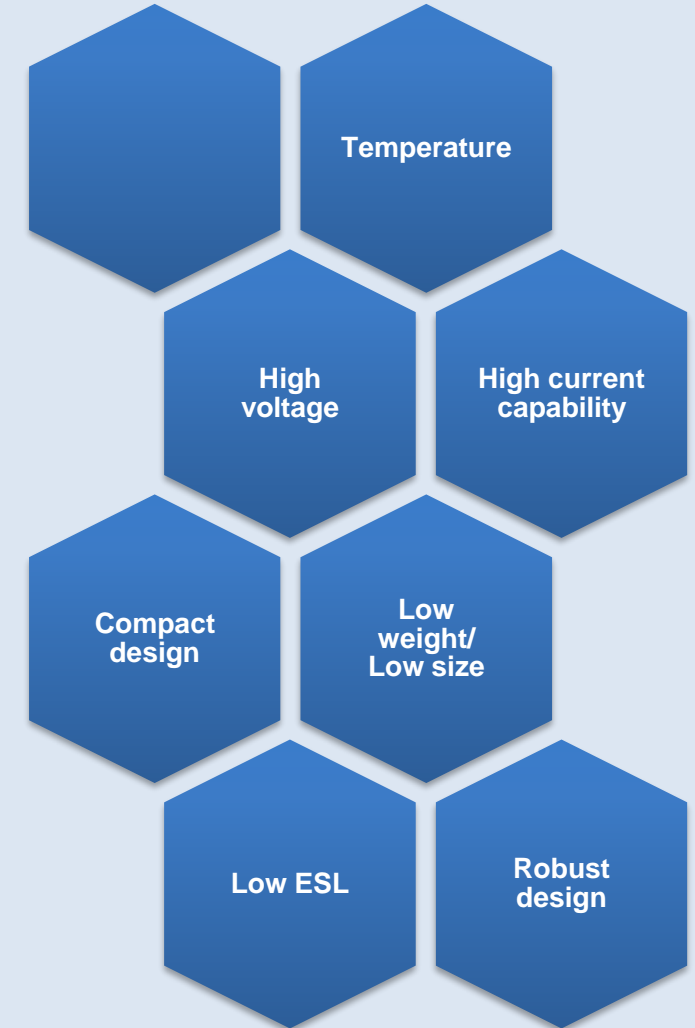 Temperature
High
voltage
High current
capability
Compact
design
Low
weight/
Low size
Low ESL
Robust
design